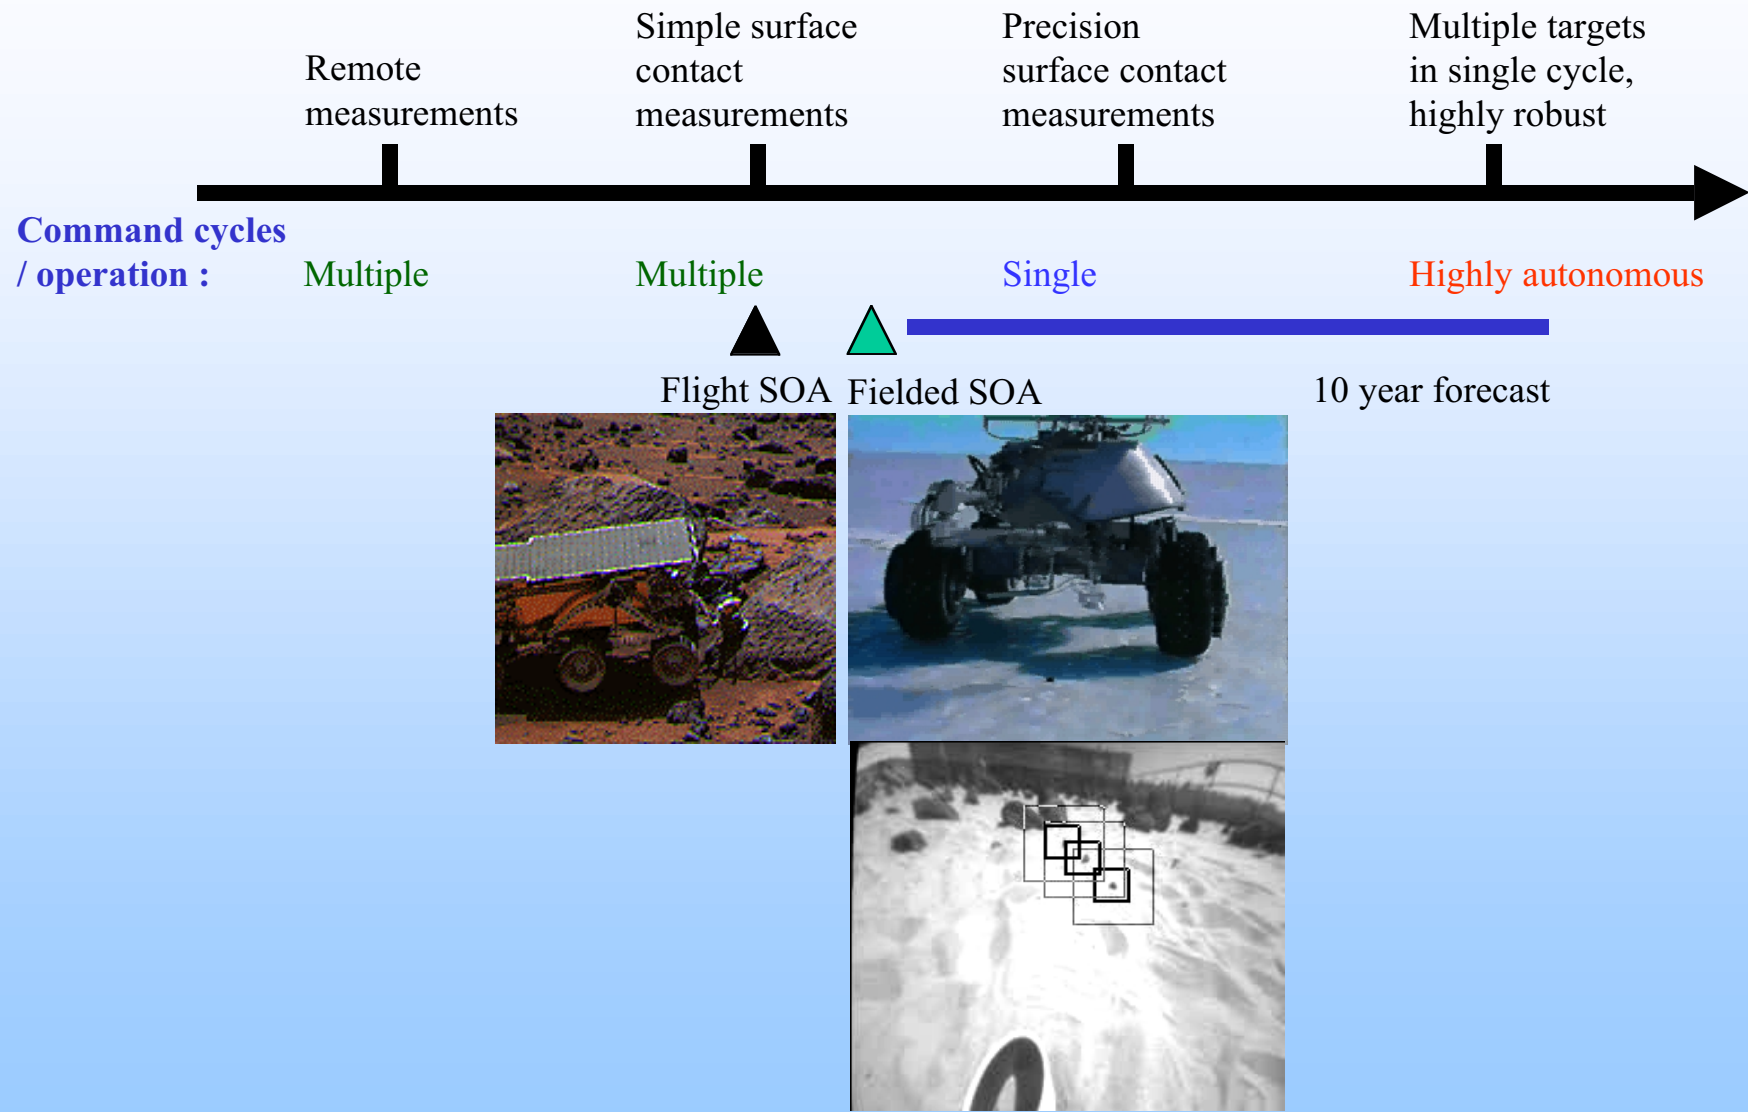 Remote
measurements
Simple surface
contact
measurements
Precision
surface contact
measurements
Multiple targets
in single cycle,
highly robust
Command cycles
/ operation :
Multiple
Multiple
Single
Highly autonomous
Flight SOA
Fielded SOA
10 year forecast